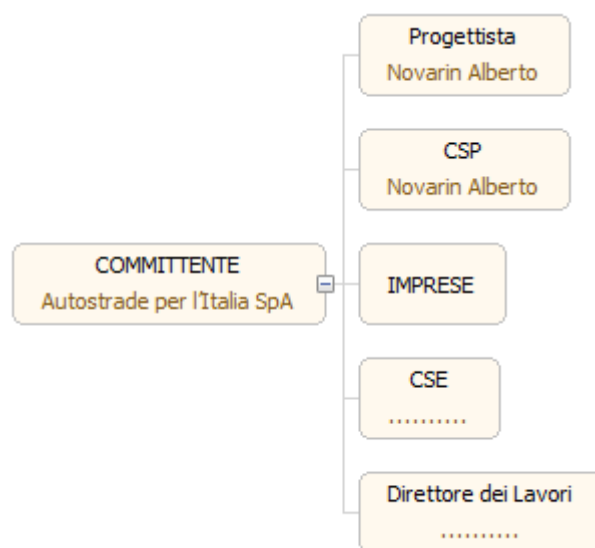 Progettista
Novarin Alberto
CSP
Novarin Alberto
COMMITTENTE
Autostrade per l'Italia SpA
IMPRESE
CSE
..........
Direttore dei Lavori
..........